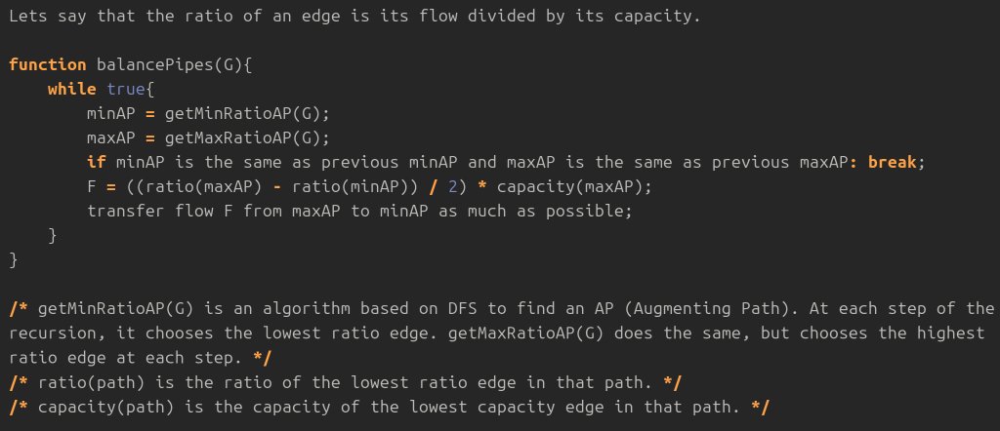 Lets say that the ratio of an edge is its flow divided by its capacity.
function balancePipes(G){
    while true{
        minAP = getMinRatioAP(G);
        maxAP = getMaxRatioAP(G);
        if minAP is the same as previous minAP and maxAP is the same as previous maxAP: break;
        F = ((ratio(maxAP) - ratio(minAP)) / 2) * capacity(maxAP);
        transfer flow F from maxAP to minAP as much as possible;
    }
}
/* getMinRatioAP(G) is an algorithm based on DFS to find an AP (Augmenting Path). At each step of the
recursion, it chooses the lowest ratio edge. getMaxRatioAP(G) does the same, but chooses the highest
ratio edge at each step. */
/* ratio(path) is the ratio of the lowest ratio edge in that path. */
/* capacity(path) is the capacity of the lowest capacity edge in that path. */